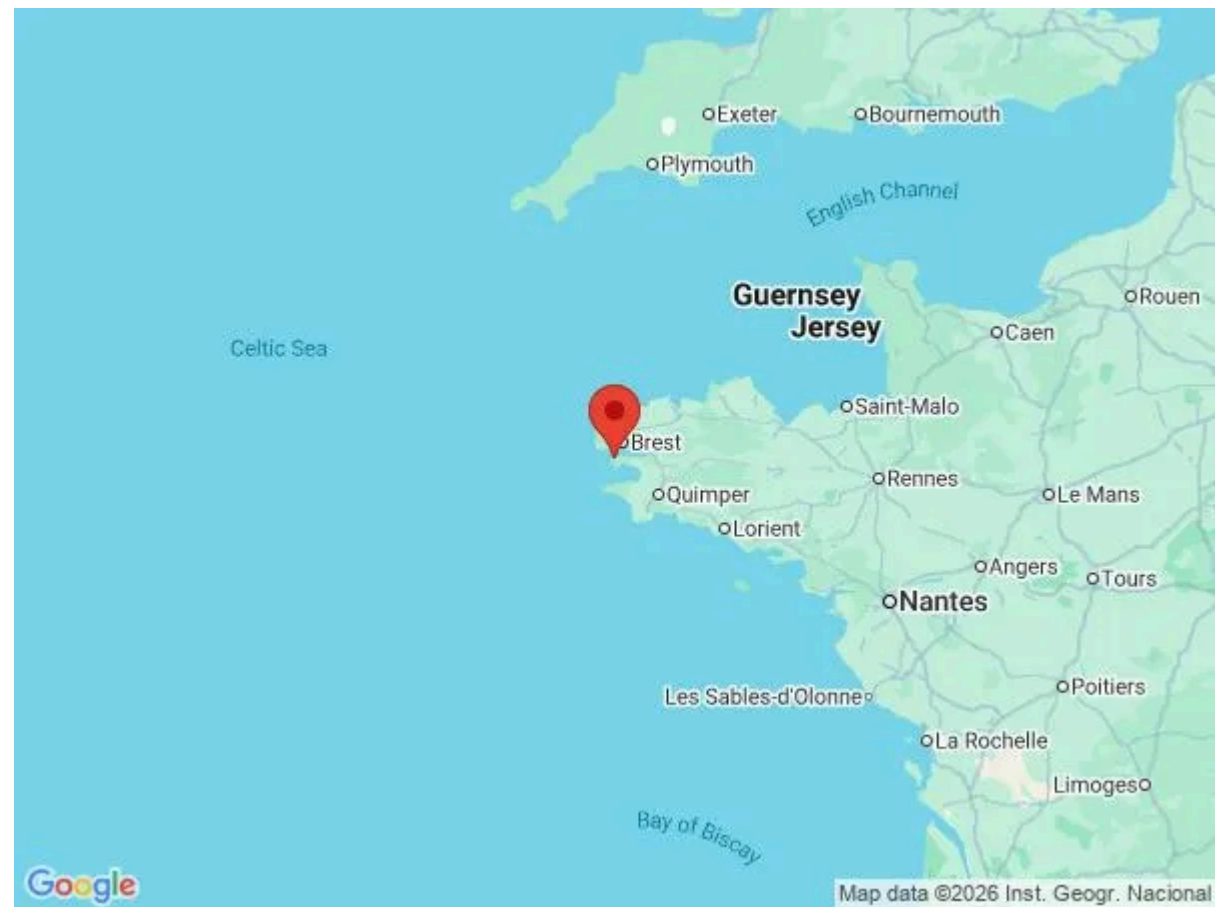 Exeter
Bournemouth
Plymouth
English Channel
Guernsey
Rouen
Jersey
Caen
Celtic Sea
Saint-Malo
Brest
Rennes
Quimper
Le Mans
Lorient
Angers
Tours
Nantes
Poitiers
Les Sables-d'Olonne
La Rochelle
Limoges
Bay of Biscay
Google
Map data ©2026 Inst. Geogr. Nacional